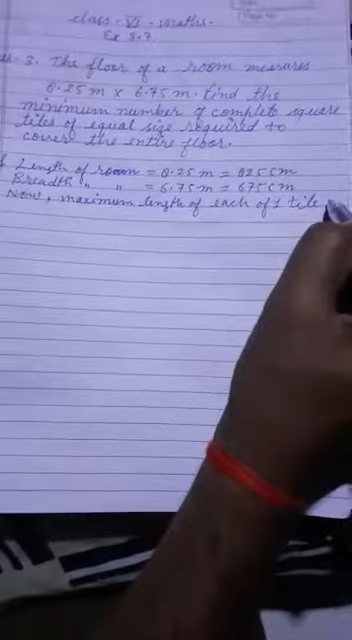 class - VI - maths.
Ex 3.7
3. The floor of a room measures
8.25 m x 6.75 m. Find the
minimum number of complete square
tiles of equal size required to
cover the entire floor.
Length of room = 8.25 m = 825 cm
Breadth " " = 6.75 m = 675 cm
Now, maximum length of each of 1 tile